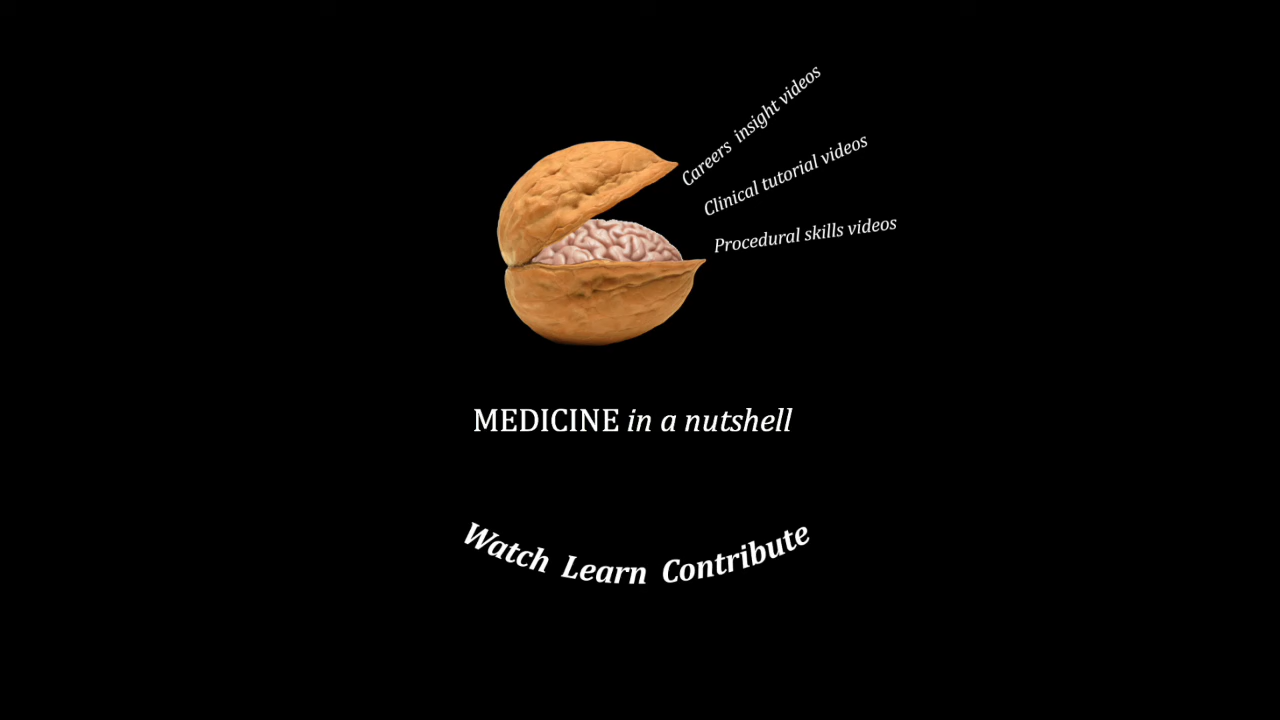 Careers insight videos
Clinical tutorial videos
Procedural skills videos
MEDICINE in a nutshell
Watch Learn Contribute